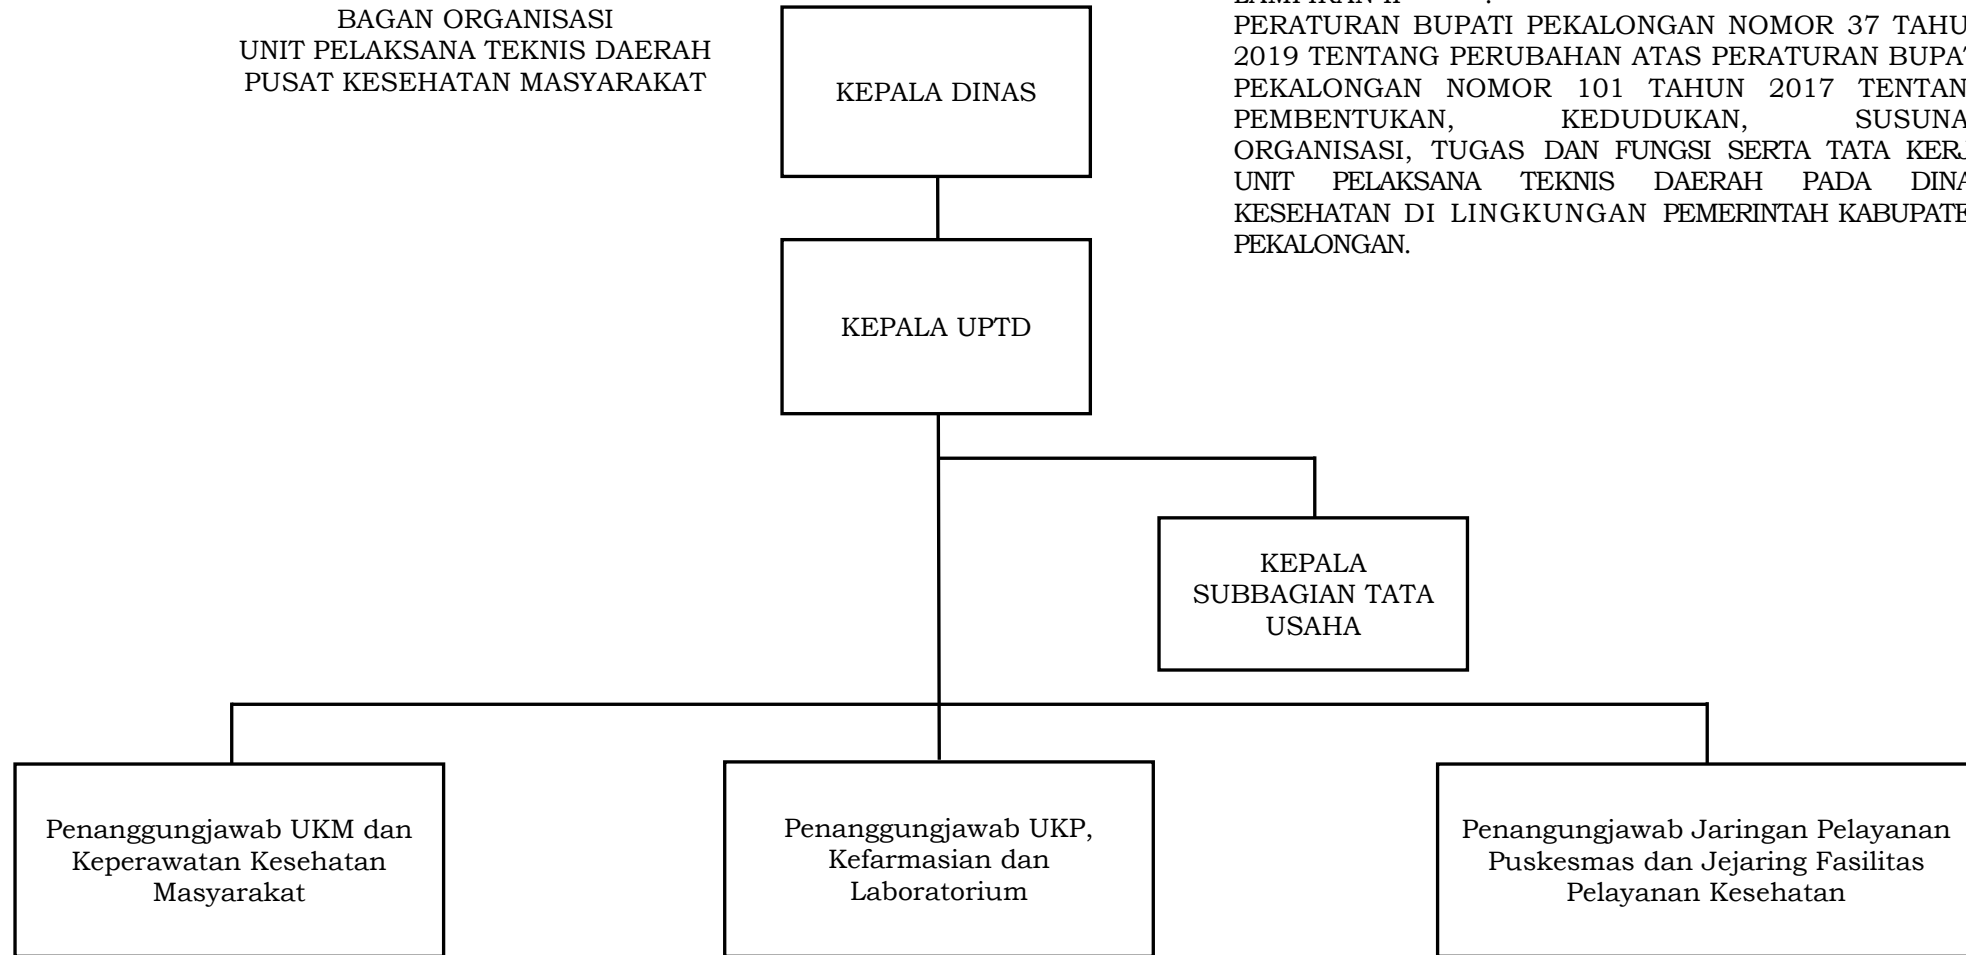 BAGAN ORGANISASI
UNIT PELAKSANA TEKNIS DAERAH
PUSAT KESEHATAN MASYARAKAT
PERATURAN BUPATI PEKALONGAN NOMOR 37 TAHU
2019 TENTANG PERUBAHAN ATAS PERATURAN BUPAT
PEKALONGAN NOMOR 101 TAHUN 2017 TENTAN
PEMBENTUKAN, KEDUDUKAN, SUSUNA
ORGANISASI, TUGAS DAN FUNGSI SERTA TATA KERJ
UNIT PELAKSANA TEKNIS DAERAH PADA DINA
KESEHATAN DI LINGKUNGAN PEMERINTAH KABUPATE
PEKALONGAN.
KEPALA DINAS
KEPALA UPTD
KEPALA
SUBBAGIAN TATA
USAHA
Penanggungjawab UKM dan
Keperawatan Kesehatan
Masyarakat
Penanggungjawab UKP,
Kefarmasian dan
Laboratorium
Penangungjawab Jaringan Pelayanan
Puskesmas dan Jejaring Fasilitas
Pelayanan Kesehatan